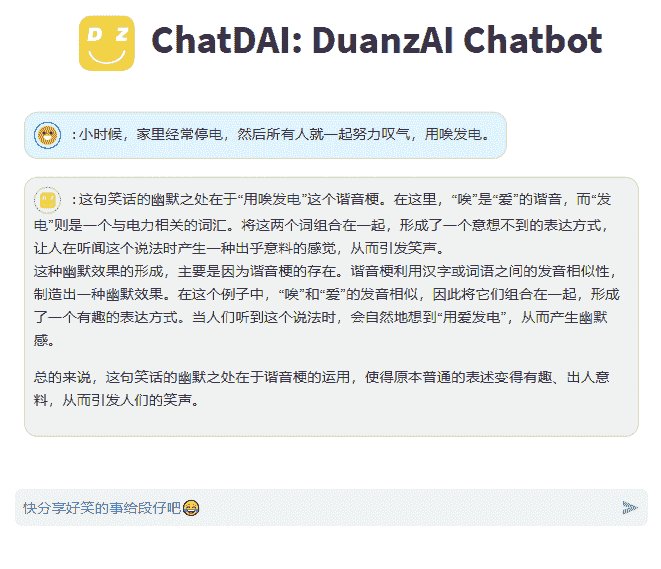 D Z
ChatDAI: DuanzAI Chatbot
:小时候，家里经常停电，然后所有人就一起努力叹气，用唉发电。
:这句笑话的幽默之处在于“用唉发电”这个谐音梗。在这里，“唉”是“爱”的谐音，而“发
电”则是一个与电力相关的词汇。将这两个词组合在一起，形成了一个意想不到的表达方式，
让人在听闻这个说法时产生一种出乎意料的感觉，从而引发笑声。
这种幽默效果的形成，主要是因为谐音梗的存在。谐音梗利用汉字或词语之间的发音相似性，
制造出一种幽默效果。在这个例子中，“唉”和“爱”的发音相似，因此将它们组合在一起，形成
了一个有趣的表达方式。当人们听到这个说法时，会自然地想到“用爱发电”，从而产生幽默
感。
总的来说，这句笑话的幽默之处在于谐音梗的运用，使得原本普通的表述变得有趣、出人意
料，从而引发人们的笑声。
快分享好笑的事给段仔吧😂